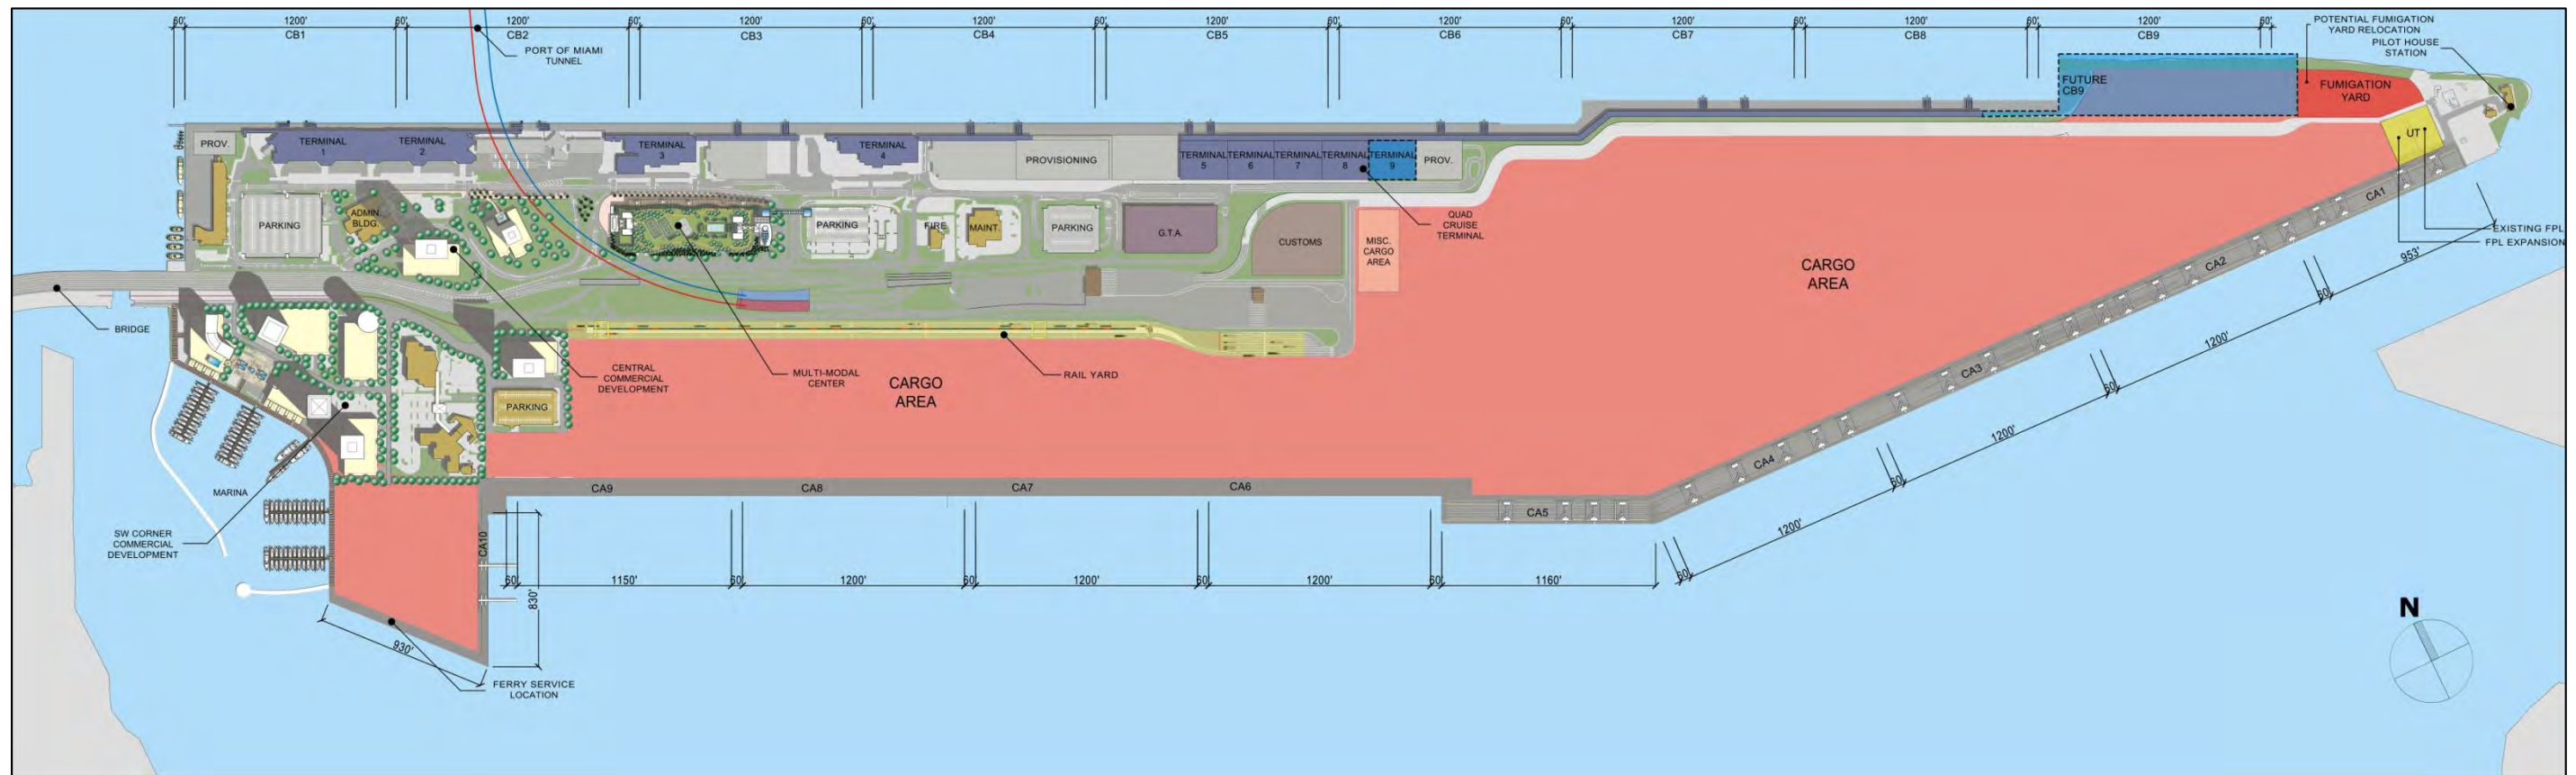 60' 1200' 60' 1200' 60' 1200' 60' 1200' 60' 1200' 60' 1200' 60' 1200' 60' 1200' 60' 1200' 60'
CB1 CB2 CB3 CB4 CB5 CB6 CB7 CB8 CB9
PORT OF MIAMI
TUNNEL
POTENTIAL FUMIGATION
YARD RELOCATION
PILOT HOUSE
STATION
FUTURE
CB9
FUMIGATION
YARD
UT
PROV.
TERMINAL
1
TERMINAL
2
TERMINAL
3
TERMINAL
4
PROVISIONING
TERMINAL
5
TERMINAL
6
TERMINAL
7
TERMINAL
8
TERMINAL
9
PROV.
QUAD
CRUISE
TERMINAL
PARKING
ADMIN.
BLDG.
PARKING
FIRE
MAINT.
PARKING
G.T.A.
CUSTOMS
MISC.
CARGO
AREA
CARGO
AREA
CA1
EXISTING FPL
FPL EXPANSION
CA2
953'
60'
CA3
1200'
60'
CA4
1200'
60'
1200'
60'
BRIDGE
CENTRAL
COMMERCIAL
DEVELOPMENT
MULTI-MODAL
CENTER
RAIL YARD
CARGO
AREA
PARKING
MARINA
SW CORNER
COMMERCIAL
DEVELOPMENT
CA9 CA8 CA7 CA6
CA5
CA10
60' 1150' 60' 1200' 60' 1200' 60' 1200' 60' 1160'
830'
930'
FERRY SERVICE
LOCATION
N